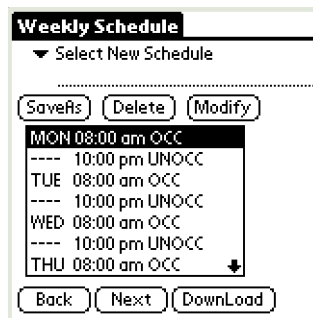 Weekly Schedule
Select New Schedule
SaveAs Delete Modify
MON 08:00 am OCC
---- 10:00 pm UNOCC
TUE 08:00 am OCC
---- 10:00 pm UNOCC
WED 08:00 am OCC
---- 10:00 pm UNOCC
THU 08:00 am OCC
Back Next DownLoad